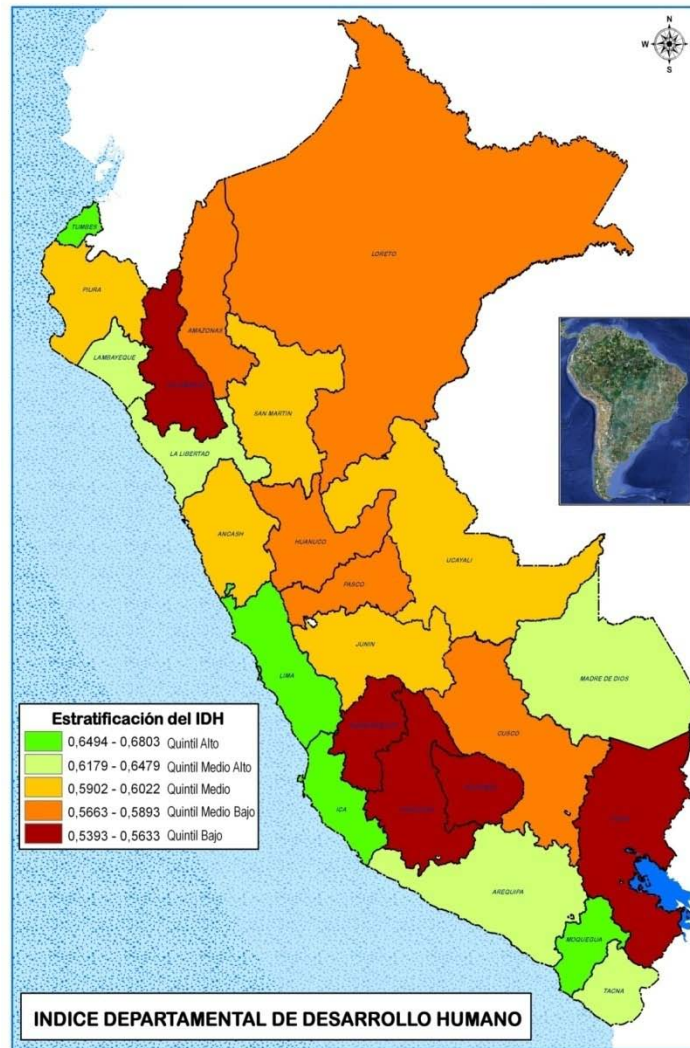 N
W
S
TUMBES
PIURA
LORETO
AMAZONAS
LAMBAYEQUE
SAN MARTIN
LA LIBERTAD
ANCASH
HUANUCO
UCAYALI
PASCO
JUNIN
LIMA
MADRE DE DIOS
CUSCO
ICA
AREQUIPA
MOQUEGUA
TACNA
Estratificación del IDH
0,6494 - 0,6803 Quintil Alto
0,6179 - 0,6479 Quintil Medio Alto
0,5902 - 0,6022 Quintil Medio
0,5663 - 0,5893 Quintil Medio Bajo
0,5393 - 0,5633 Quintil Bajo
INDICE DEPARTAMENTAL DE DESARROLLO HUMANO